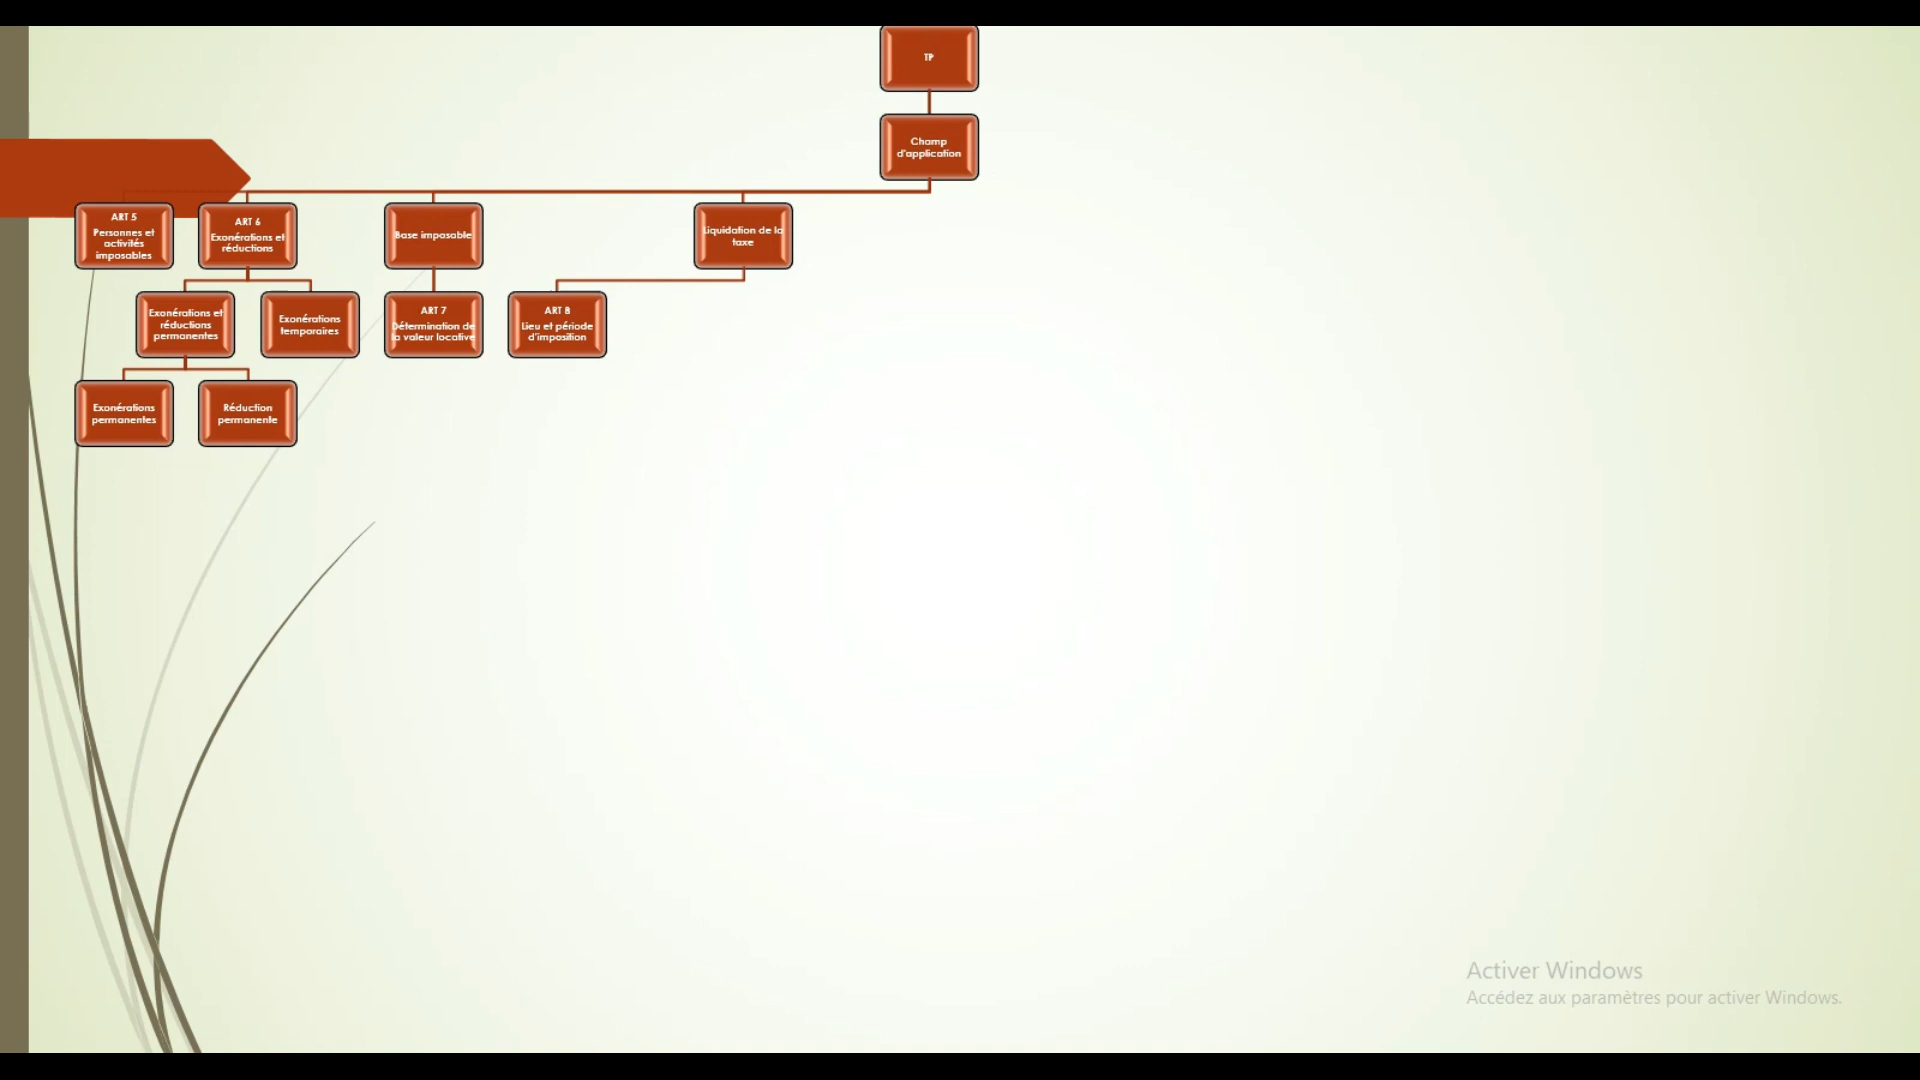 TP
Champ
d'application
ART 5
Personnes et
activités
imposables
ART 6
Exonérations et
réductions
Base imposable
Liquidation de la
taxe
Exonérations et
réductions
permanentes
Exonérations
temporaires
ART 7
Détermination de
la valeur locative
ART 8
Lieu et période
d'imposition
Exonérations
permanentes
Réduction
permanente
Activer Windows
Accédez aux paramètres pour activer Windows.